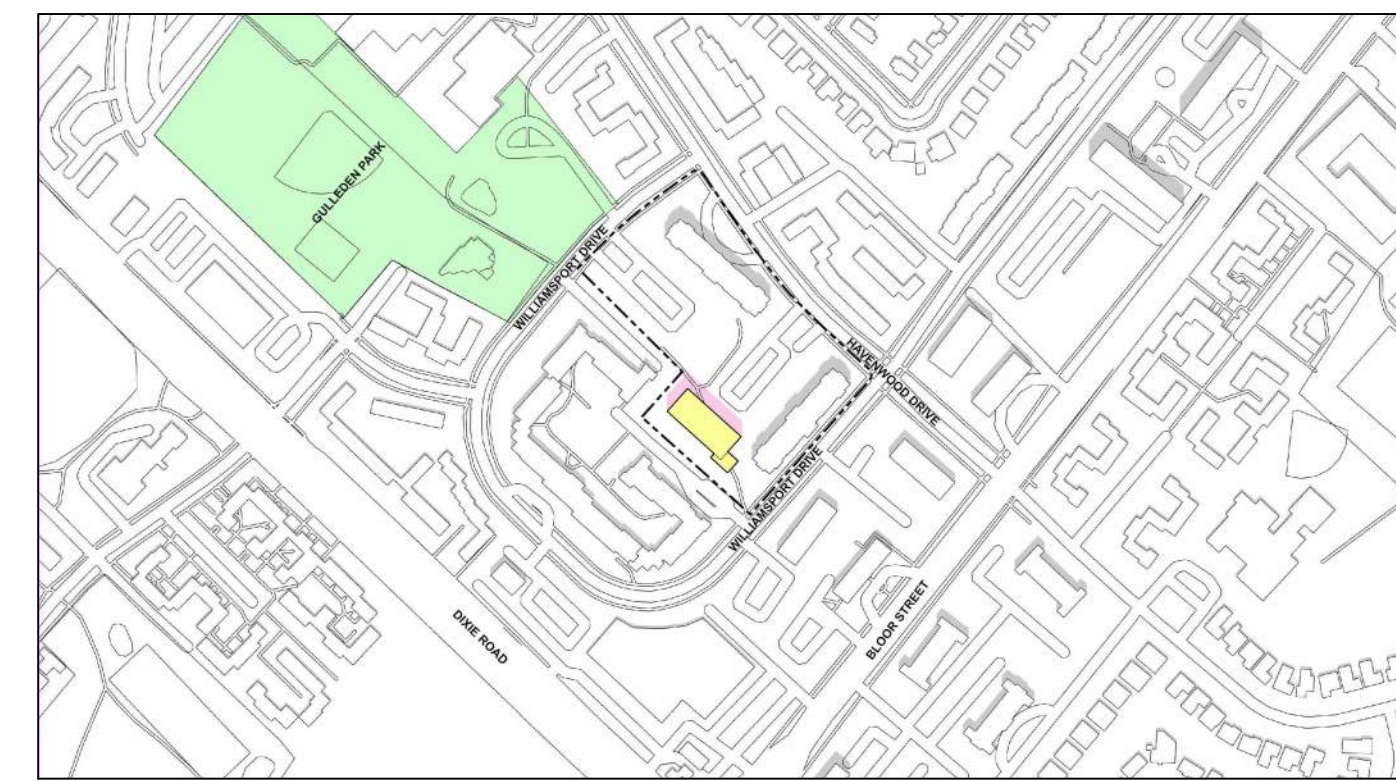 GULLEDEN PARK
WILLIAMSPORT DRIVE
HAVENWOOD DRIVE
WILLIAMSPORT DRIVE
BLOOR STREET
DIXIE ROAD